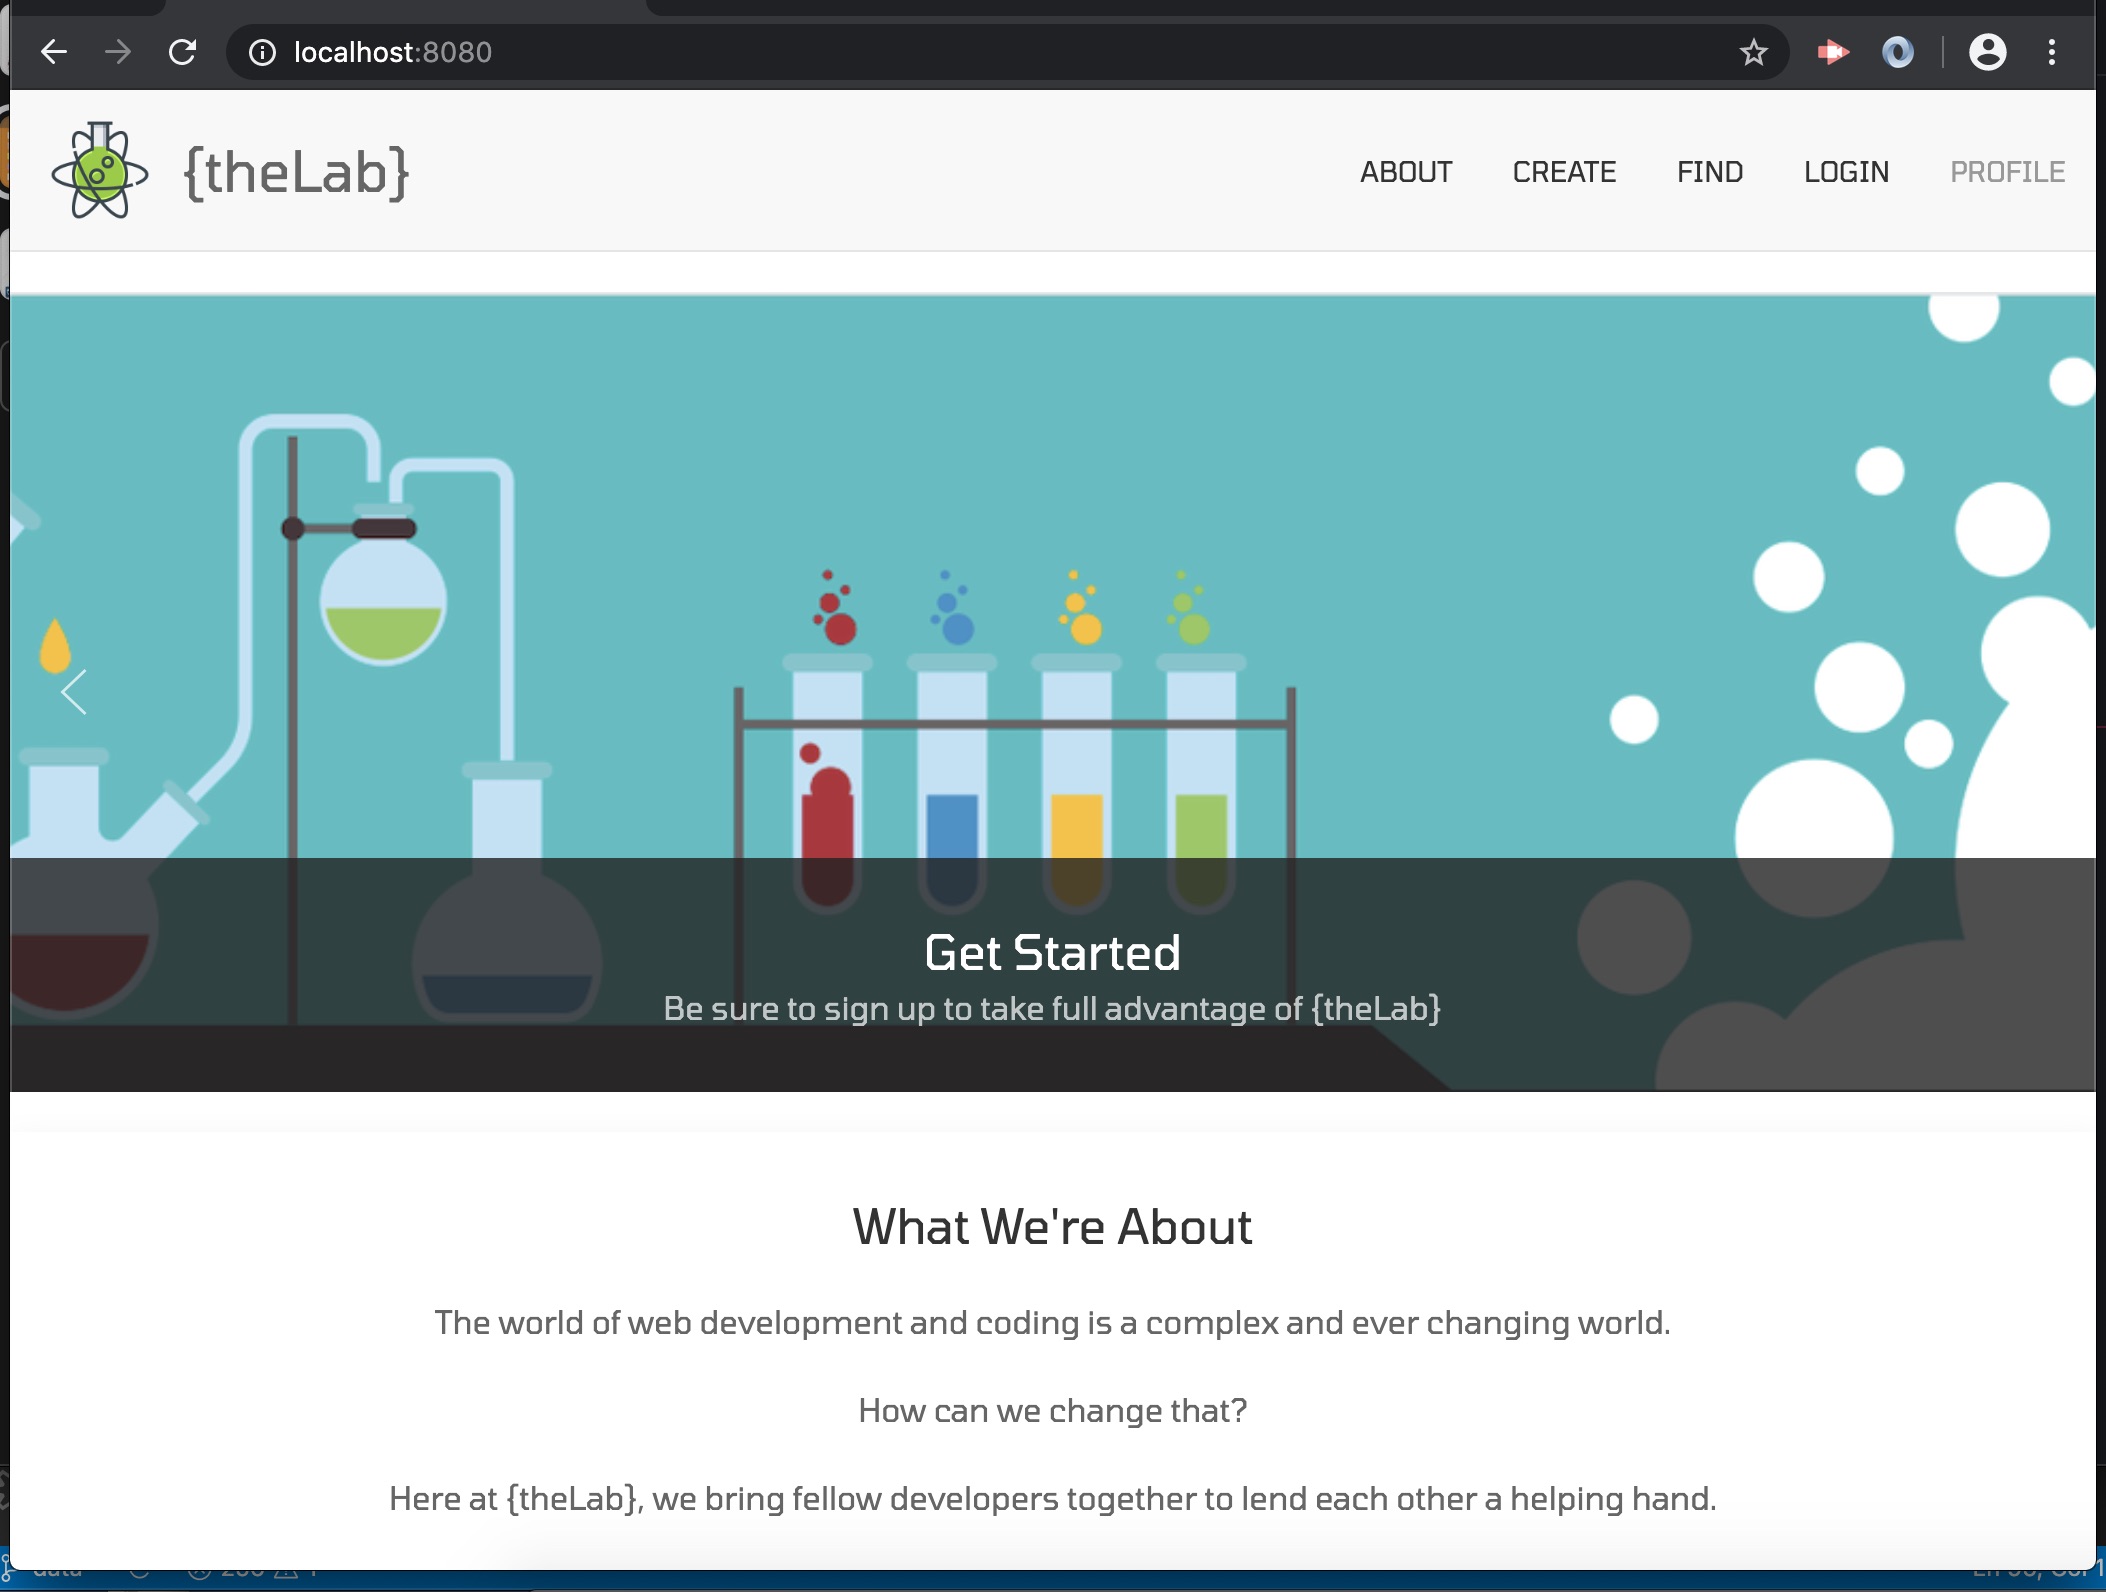 localhost:8080
{theLab}
ABOUT CREATE FIND LOGIN PROFILE
Get Started
Be sure to sign up to take full advantage of {theLab}
What We're About
The world of web development and coding is a complex and ever changing world.
How can we change that?
Here at {theLab}, we bring fellow developers together to lend each other a helping hand.
data